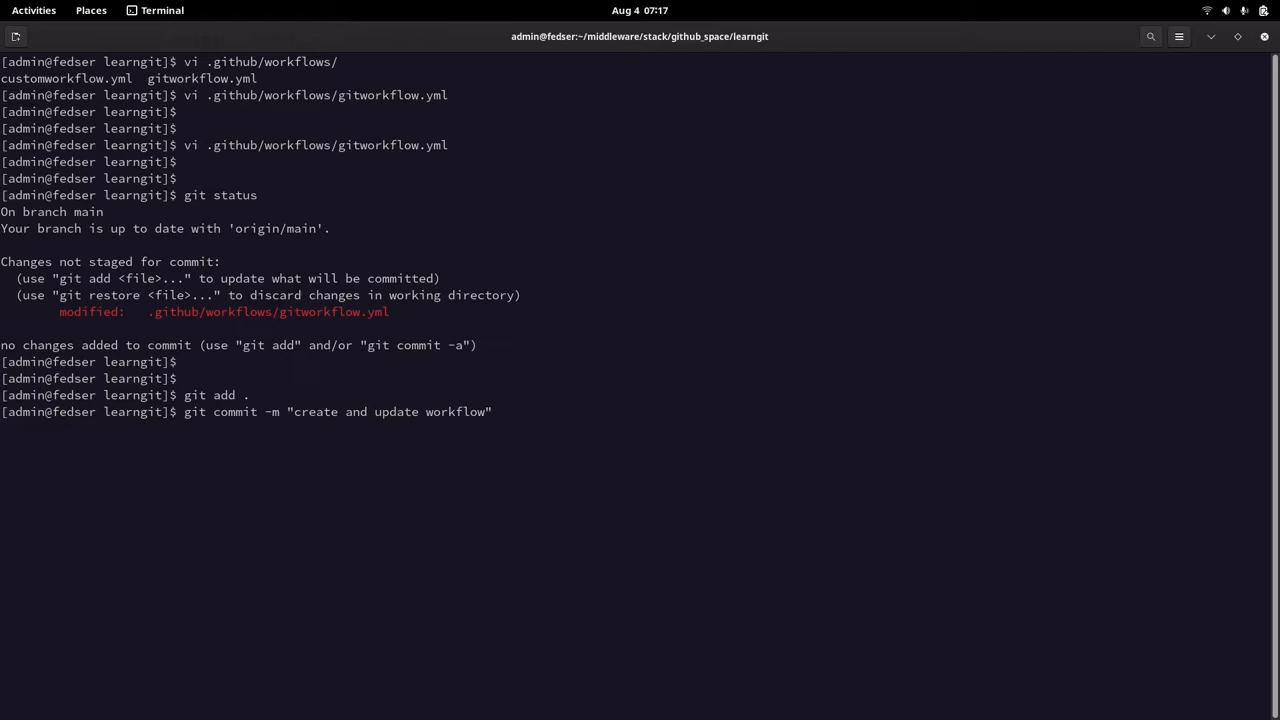 Activities Places Terminal Aug 4 07:17
admin@fedser:~/middleware/stack/github_space/learngit
[admin@fedser learngit]$ vi .github/workflows/
customworkflow.yml  gitworkflow.yml
[admin@fedser learngit]$ vi .github/workflows/gitworkflow.yml
[admin@fedser learngit]$
[admin@fedser learngit]$
[admin@fedser learngit]$ vi .github/workflows/gitworkflow.yml
[admin@fedser learngit]$
[admin@fedser learngit]$
[admin@fedser learngit]$ git status
On branch main
Your branch is up to date with 'origin/main'.
Changes not staged for commit:
  (use "git add <file>..." to update what will be committed)
  (use "git restore <file>..." to discard changes in working directory)
        modified:   .github/workflows/gitworkflow.yml
no changes added to commit (use "git add" and/or "git commit -a")
[admin@fedser learngit]$
[admin@fedser learngit]$
[admin@fedser learngit]$ git add .
[admin@fedser learngit]$ git commit -m "create and update workflow"